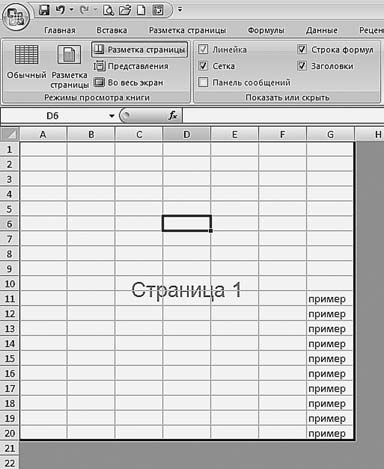 Главная Вставка Разметка страницы Формулы Данные Рецен
Обычный
Разметка страницы
Разметка страницы
Представления
Во весь экран
Режимы просмотра книги
Линейка
Сетка
Панель сообщений
Строка формул
Заголовки
Показать или скрыть
D6 fx
A B C D E F G H
1
2
3
4
5
6
7
8
9
10
Страница 1
11 пример
12 пример
13 пример
14 пример
15 пример
16 пример
17 пример
18 пример
19 пример
20 пример
21
22